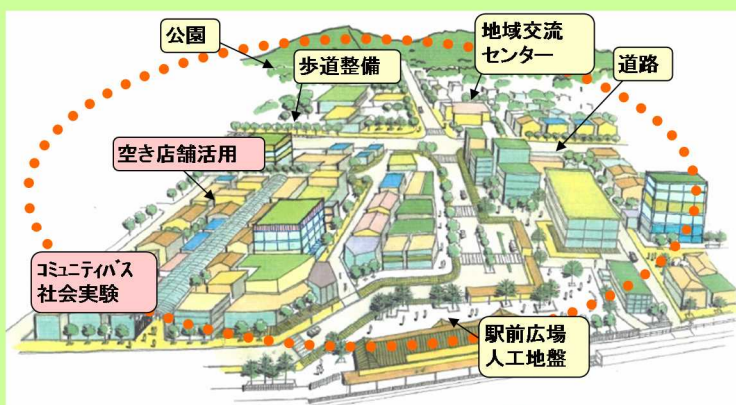 公園
地域交流
センター
歩道整備
道路
空き店舗活用
ｺﾐｭﾆﾃｨﾊﾞｽ
社会実験
駅前広場
人工地盤